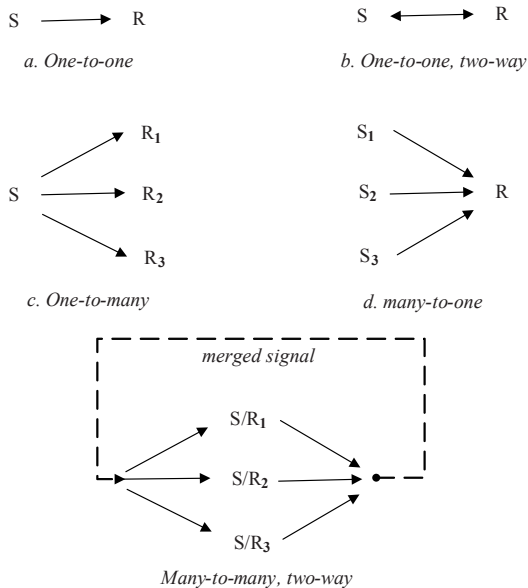 S R S R
a. One-to-one b. One-to-one, two-way
R1 S1
S R2 S2 R
R3 S3
c. One-to-many d. many-to-one
merged signal
S/R1
S/R2
S/R3
Many-to-many, two-way